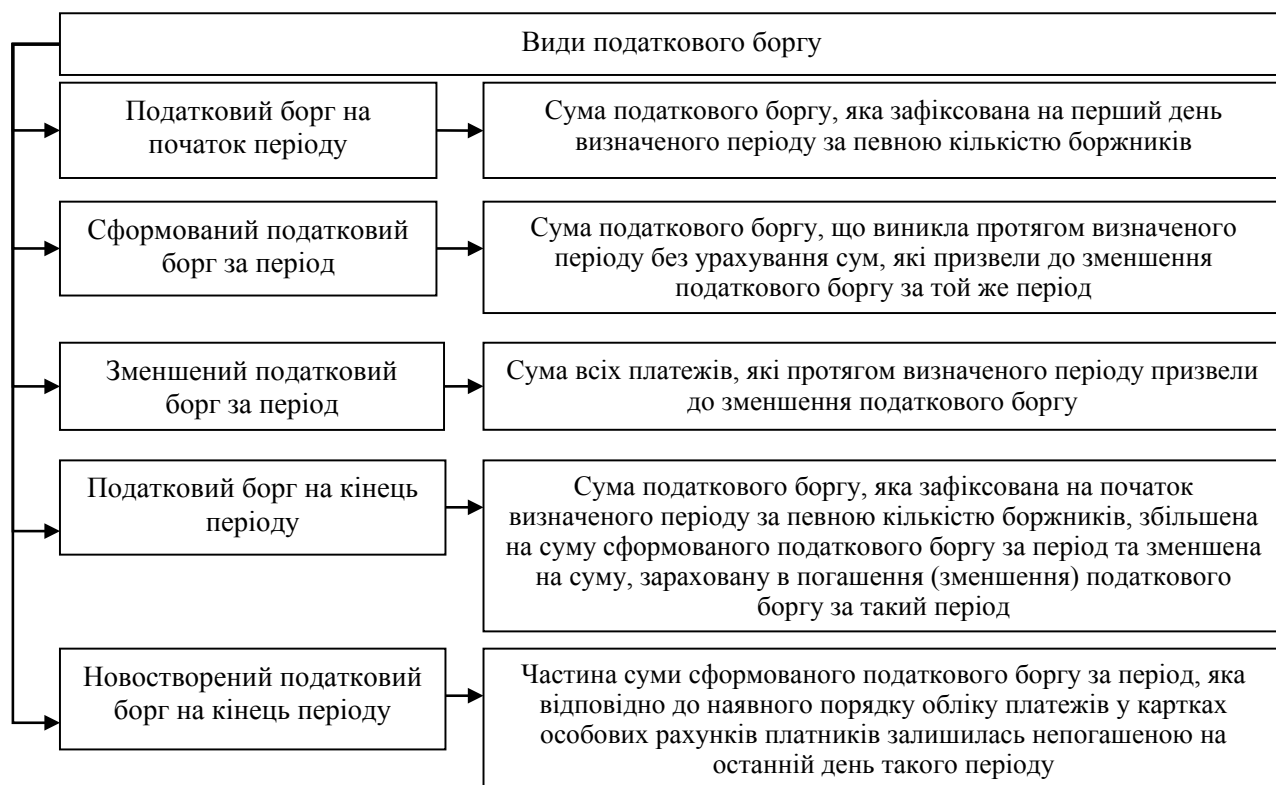 Види податкового боргу
Податковий борг на
початок періоду
Сума податкового боргу, яка зафіксована на перший день
визначеного періоду за певною кількістю боржників
Сформований податковий
борг за період
Сума податкового боргу, що виникла протягом визначеного
періоду без урахування сум, які призвели до зменшення
податкового боргу за той же період
Зменшений податковий
борг за період
Сума всіх платежів, які протягом визначеного періоду призвели
до зменшення податкового боргу
Податковий борг на кінець
періоду
Сума податкового боргу, яка зафіксована на початок
визначеного періоду за певною кількістю боржників, збільшена
на суму сформованого податкового боргу за період та зменшена
на суму, зараховану в погашення (зменшення) податкового
боргу за такий період
Новостворений податковий
борг на кінець періоду
Частина суми сформованого податкового боргу за період, яка
відповідно до наявного порядку обліку платежів у картках
особових рахунків платників залишилась непогашеною на
останній день такого періоду